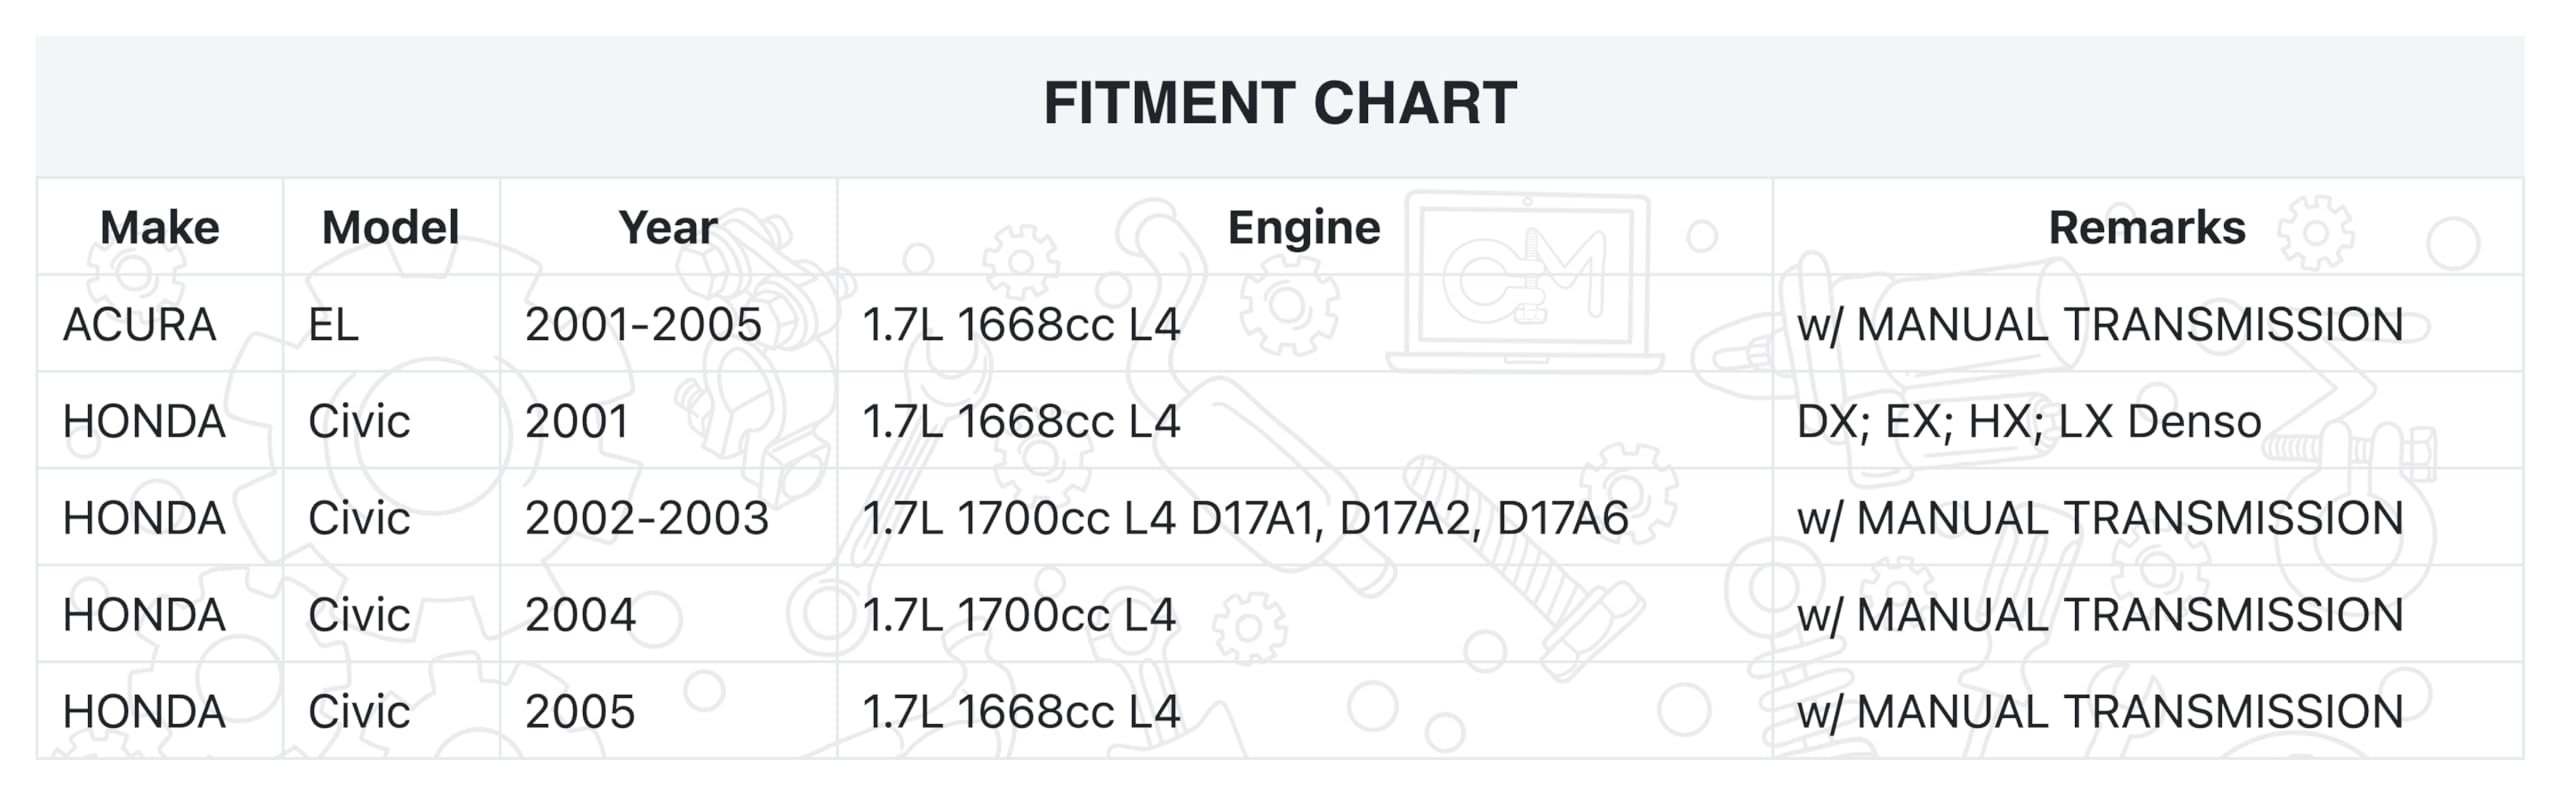 FITMENT CHART
Make Model Year Engine Remarks
ACURA EL 2001-2005 1.7L 1668cc L4 w/ MANUAL TRANSMISSION
HONDA Civic 2001 1.7L 1668cc L4 DX; EX; HX; LX Denso
HONDA Civic 2002-2003 1.7L 1700cc L4 D17A1, D17A2, D17A6 w/ MANUAL TRANSMISSION
HONDA Civic 2004 1.7L 1700cc L4 w/ MANUAL TRANSMISSION
HONDA Civic 2005 1.7L 1668cc L4 w/ MANUAL TRANSMISSION